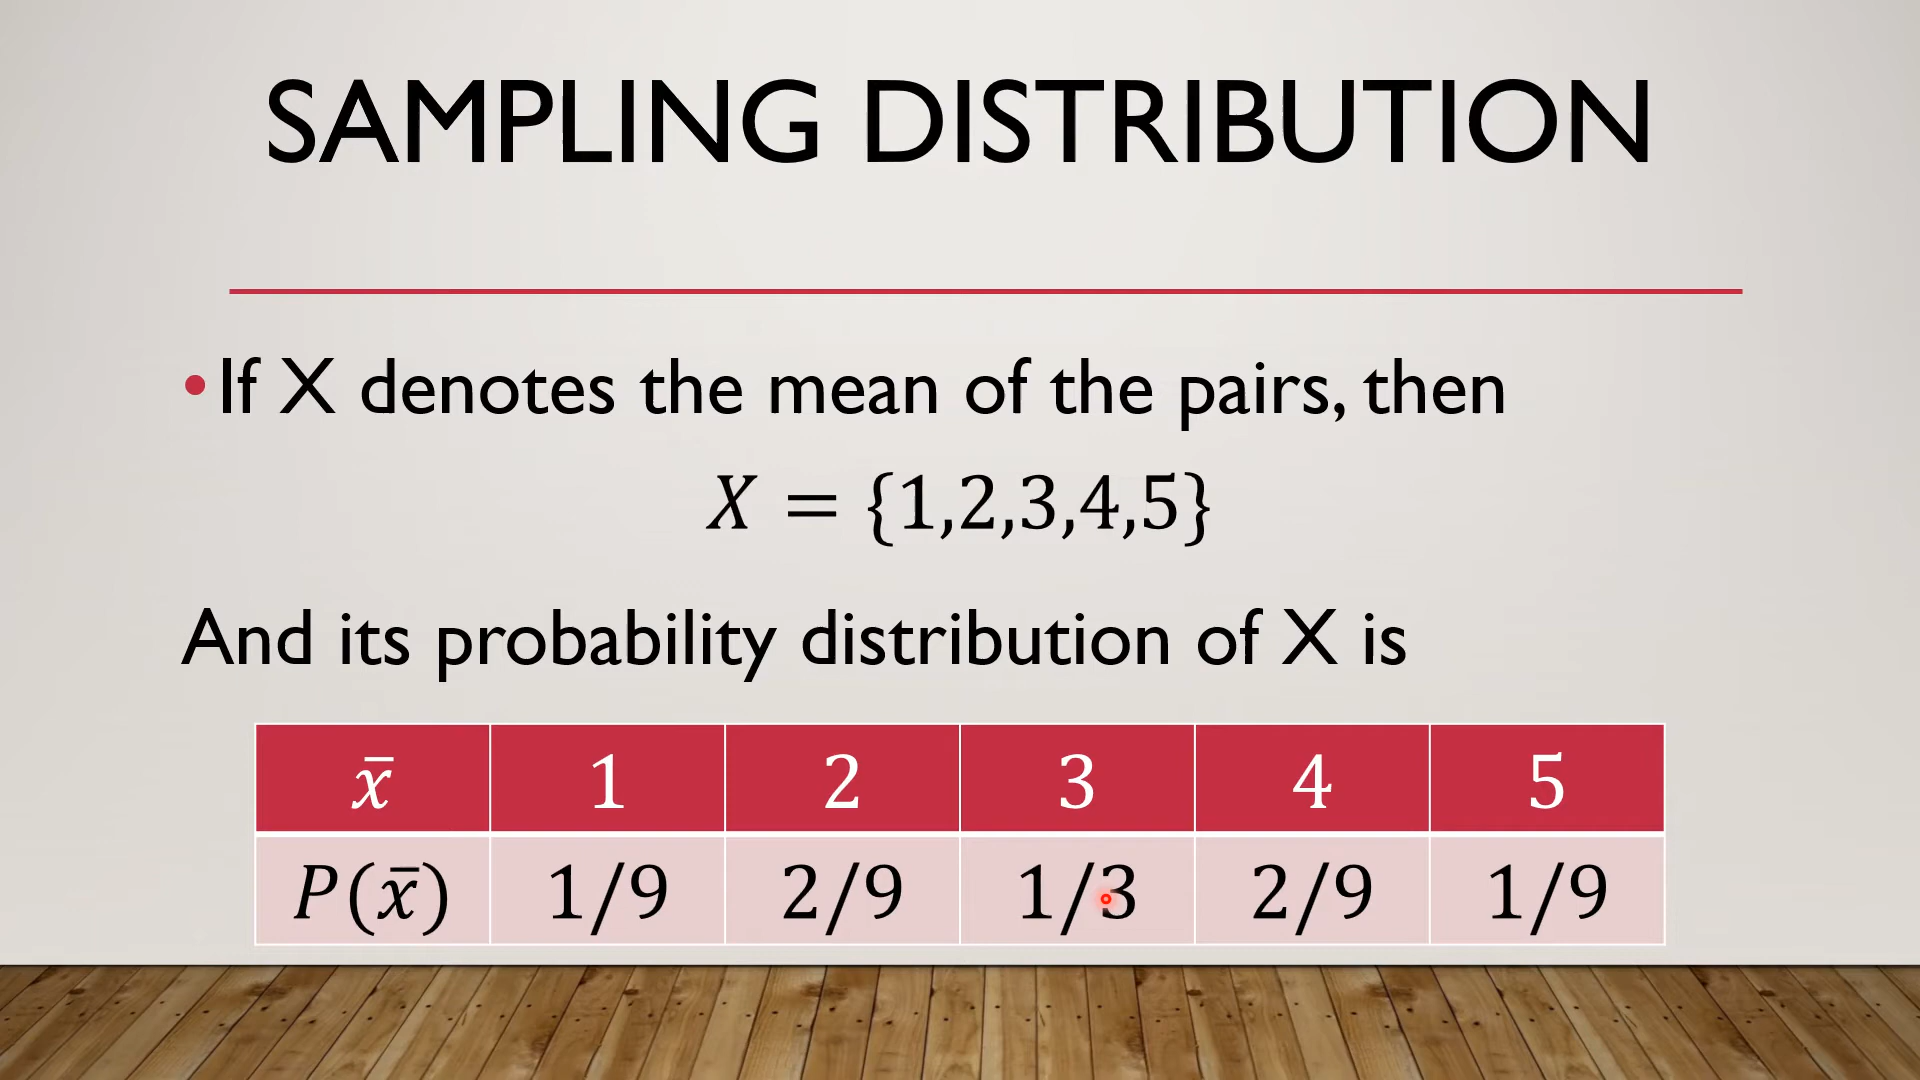 SAMPLING DISTRIBUTION
•If X denotes the mean of the pairs, then
X = {1,2,3,4,5}
And its probability distribution of X is
x̄ 1 2 3 4 5
P(x̄) 1/9 2/9 1/3 2/9 1/9